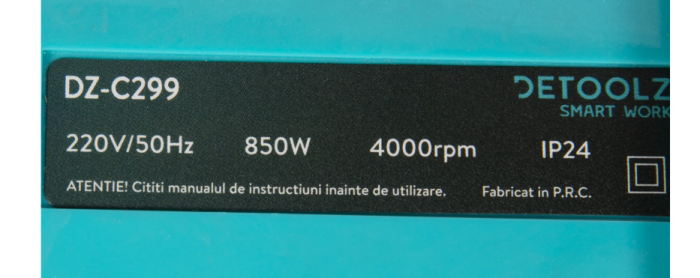 DZ-C299 DETOOLZ
SMART WORK
220V/50Hz 850W 4000rpm IP24
ATENTIE! Cititi manualul de instructiuni inainte de utilizare. Fabricat in P.R.C.